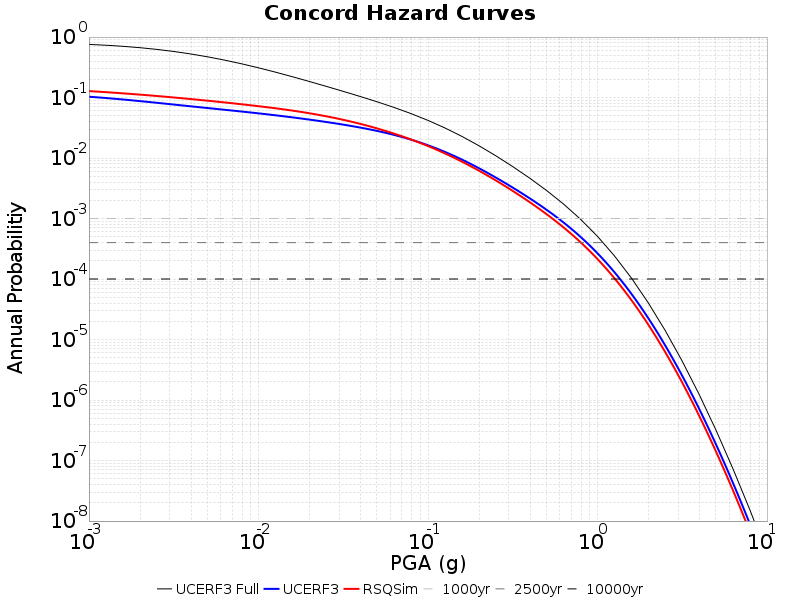 Concord Hazard Curves
10^0
10^-1
10^-2
10^-3
10^-4
10^-5
10^-6
10^-7
10^-8
Annual Probabilitiy
10^-3 10^-2 10^-1 10^0 10^1
PGA (g)
UCERF3 Full UCERF3 RSQSim 1000yr 2500yr 10000yr